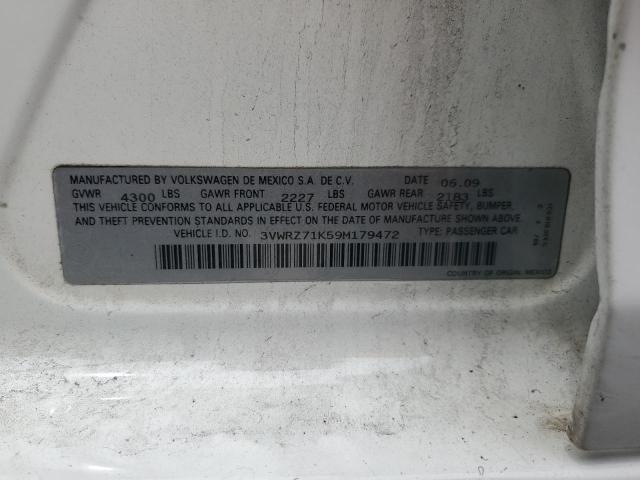 MANUFACTURED BY VOLKSWAGEN DE MEXICO S.A. DE C.V. DATE 06.09
GVWR 4300 LBS GAWR FRONT 2227 LBS GAWR REAR 2183 LBS
THIS VEHICLE CONFORMS TO ALL APPLICABLE U.S. FEDERAL MOTOR VEHICLE SAFETY, BUMPER,
AND THEFT PREVENTION STANDARDS IN EFFECT ON THE DATE OF MANUFACTURE SHOWN ABOVE.
VEHICLE I.D. NO. 3VWRZ71K59M179472 TYPE: PASSENGER CAR
COUNTRY OF ORIGIN: MEXICO